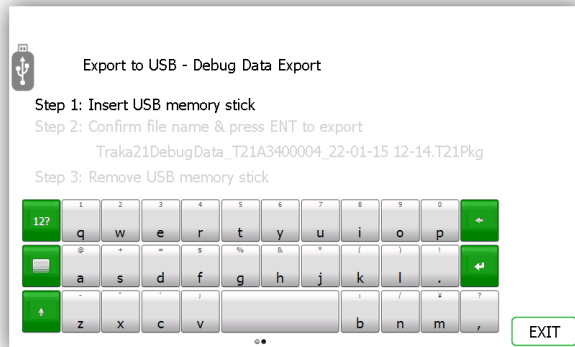 Export to USB - Debug Data Export
Step 1: Insert USB memory stick
Step 2: Confirm file name & press ENT to export
Traka21DebugData_T21A3400004_22-01-15 12-14.T21Pkg
Step 3: Remove USB memory stick
1 2 3 4 5 6 7 8 9 0
12? q w e r t y u i o p
@ + = $ % & * ( ) !
a s d f g h j k l .
- " ' ; : / ¥ ?
z x c v b n m ,
EXIT